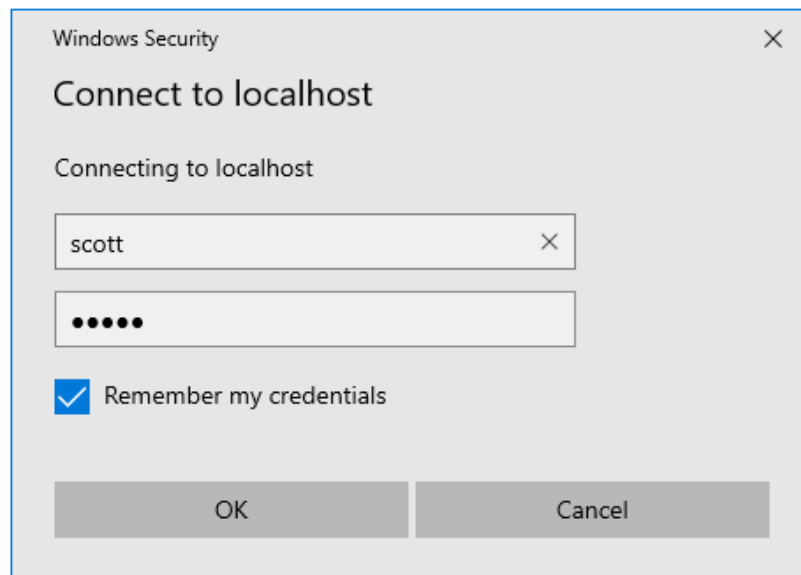 Windows Security
Connect to localhost
Connecting to localhost
scott
•••••
Remember my credentials
OK
Cancel